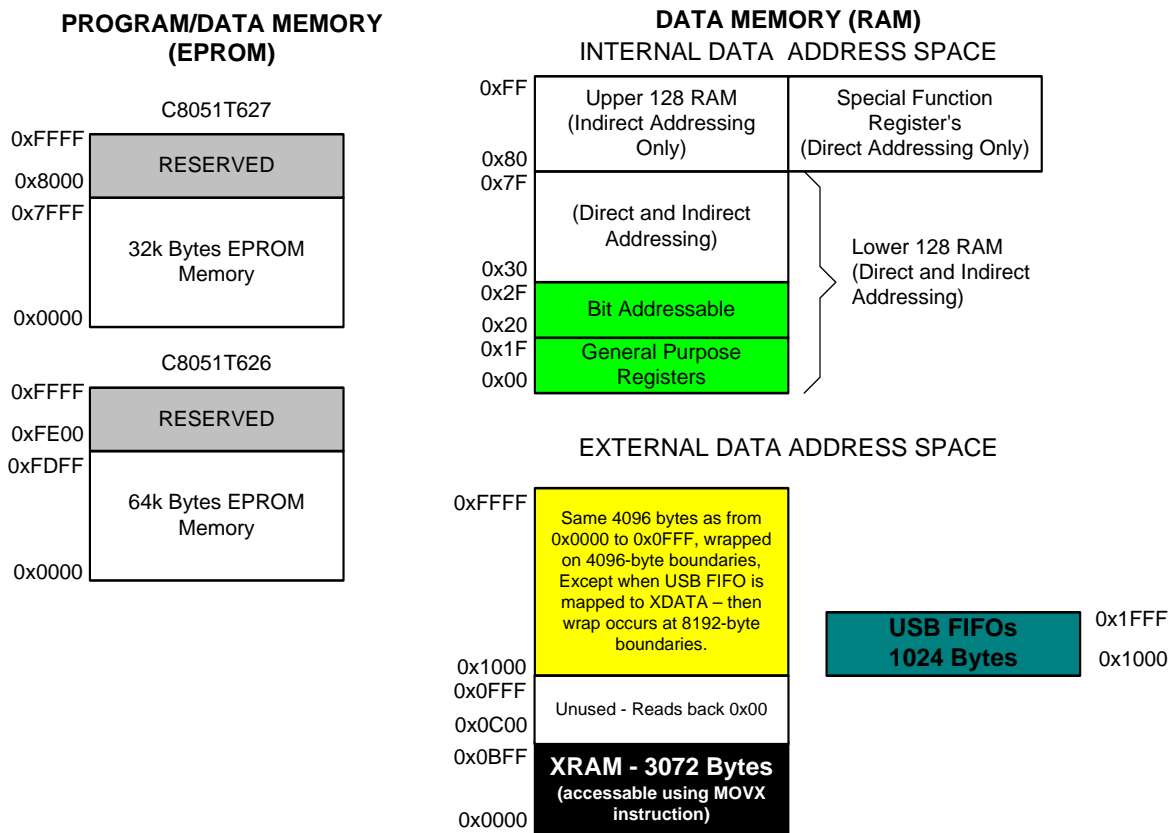 PROGRAM/DATA MEMORY
(EPROM)
C8051T627
0xFFFF
RESERVED
0x8000
0x7FFF
32k Bytes EPROM
Memory
0x0000
C8051T626
0xFFFF
RESERVED
0xFE00
0xFDFF
64k Bytes EPROM
Memory
0x0000
DATA MEMORY (RAM)
INTERNAL DATA ADDRESS SPACE
0xFF
Upper 128 RAM
(Indirect Addressing
Only)
0x80
Special Function
Register's
(Direct Addressing Only)
0x7F
(Direct and Indirect
Addressing)
0x30
Lower 128 RAM
(Direct and Indirect
Addressing)
0x2F
Bit Addressable
0x20
0x1F
General Purpose
Registers
0x00
EXTERNAL DATA ADDRESS SPACE
0xFFFF
Same 4096 bytes as from
0x0000 to 0x0FFF, wrapped
on 4096-byte boundaries,
Except when USB FIFO is
mapped to XDATA – then
wrap occurs at 8192-byte
boundaries.
0x1000
USB FIFOs
1024 Bytes
0x1FFF
0x1000
0x0FFF
Unused - Reads back 0x00
0x0C00
0x0BFF
XRAM - 3072 Bytes
(accessable using MOVX
instruction)
0x0000